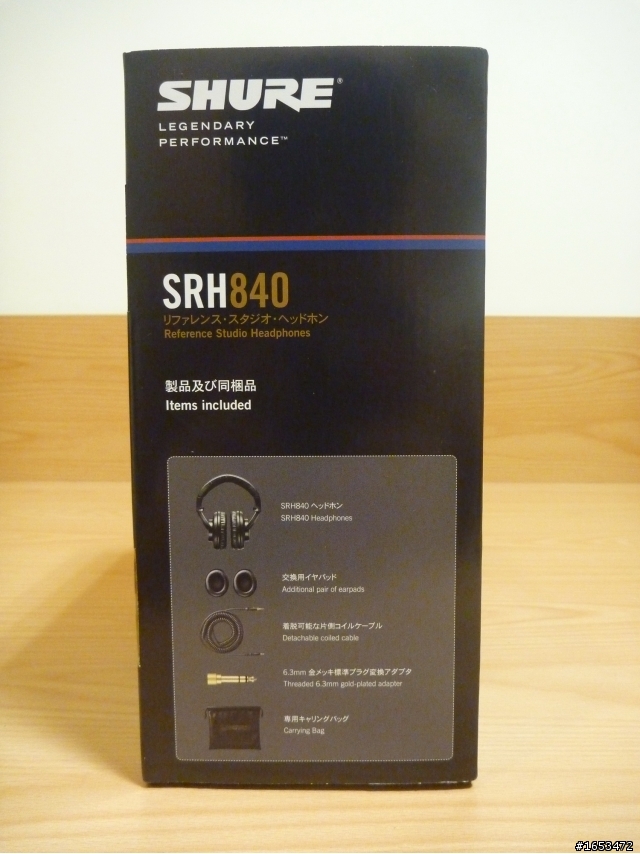 SHURE®
LEGENDARY
PERFORMANCE™
SRH840
リファレンス・スタジオ・ヘッドホン
Reference Studio Headphones
製品及び同梱品
Items included
SRH840 ヘッドホン
SRH840 Headphones
交換用イヤパッド
Additional pair of earpads
着脱可能な片側コイルケーブル
Detachable coiled cable
6.3mm 金メッキ標準プラグ変換アダプタ
Threaded 6.3mm gold-plated adapter
専用キャリングバッグ
Carrying Bag
#1653472